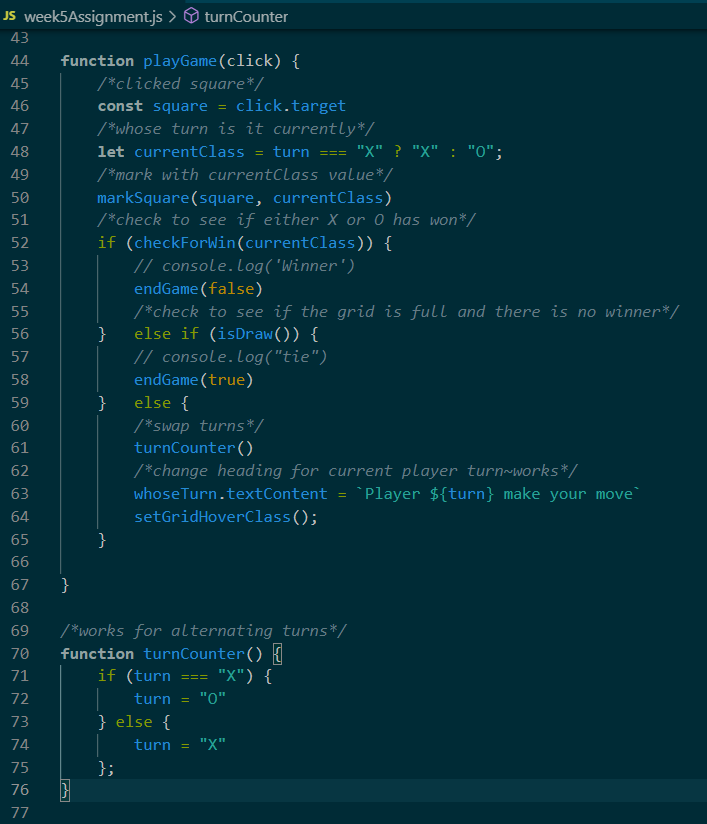 JS week5Assignment.js > turnCounter
43
44 function playGame(click) {
45     /*clicked square*/
46     const square = click.target
47     /*whose turn is it currently*/
48     let currentClass = turn === "X" ? "X" : "O";
49     /*mark with currentClass value*/
50     markSquare(square, currentClass)
51     /*check to see if either X or O has won*/
52     if (checkForWin(currentClass)) {
53         // console.log('Winner')
54         endGame(false)
55         /*check to see if the grid is full and there is no winner*/
56     }   else if (isDraw()) {
57         // console.log("tie")
58         endGame(true)
59     }   else {
60         /*swap turns*/
61         turnCounter()
62         /*change heading for current player turn~works*/
63         whoseTurn.textContent = `Player ${turn} make your move`
64         setGridHoverClass();
65     }
66
67 }
68
69 /*works for alternating turns*/
70 function turnCounter() {
71     if (turn === "X") {
72         turn = "O"
73     } else {
74         turn = "X"
75     };
76 }
77